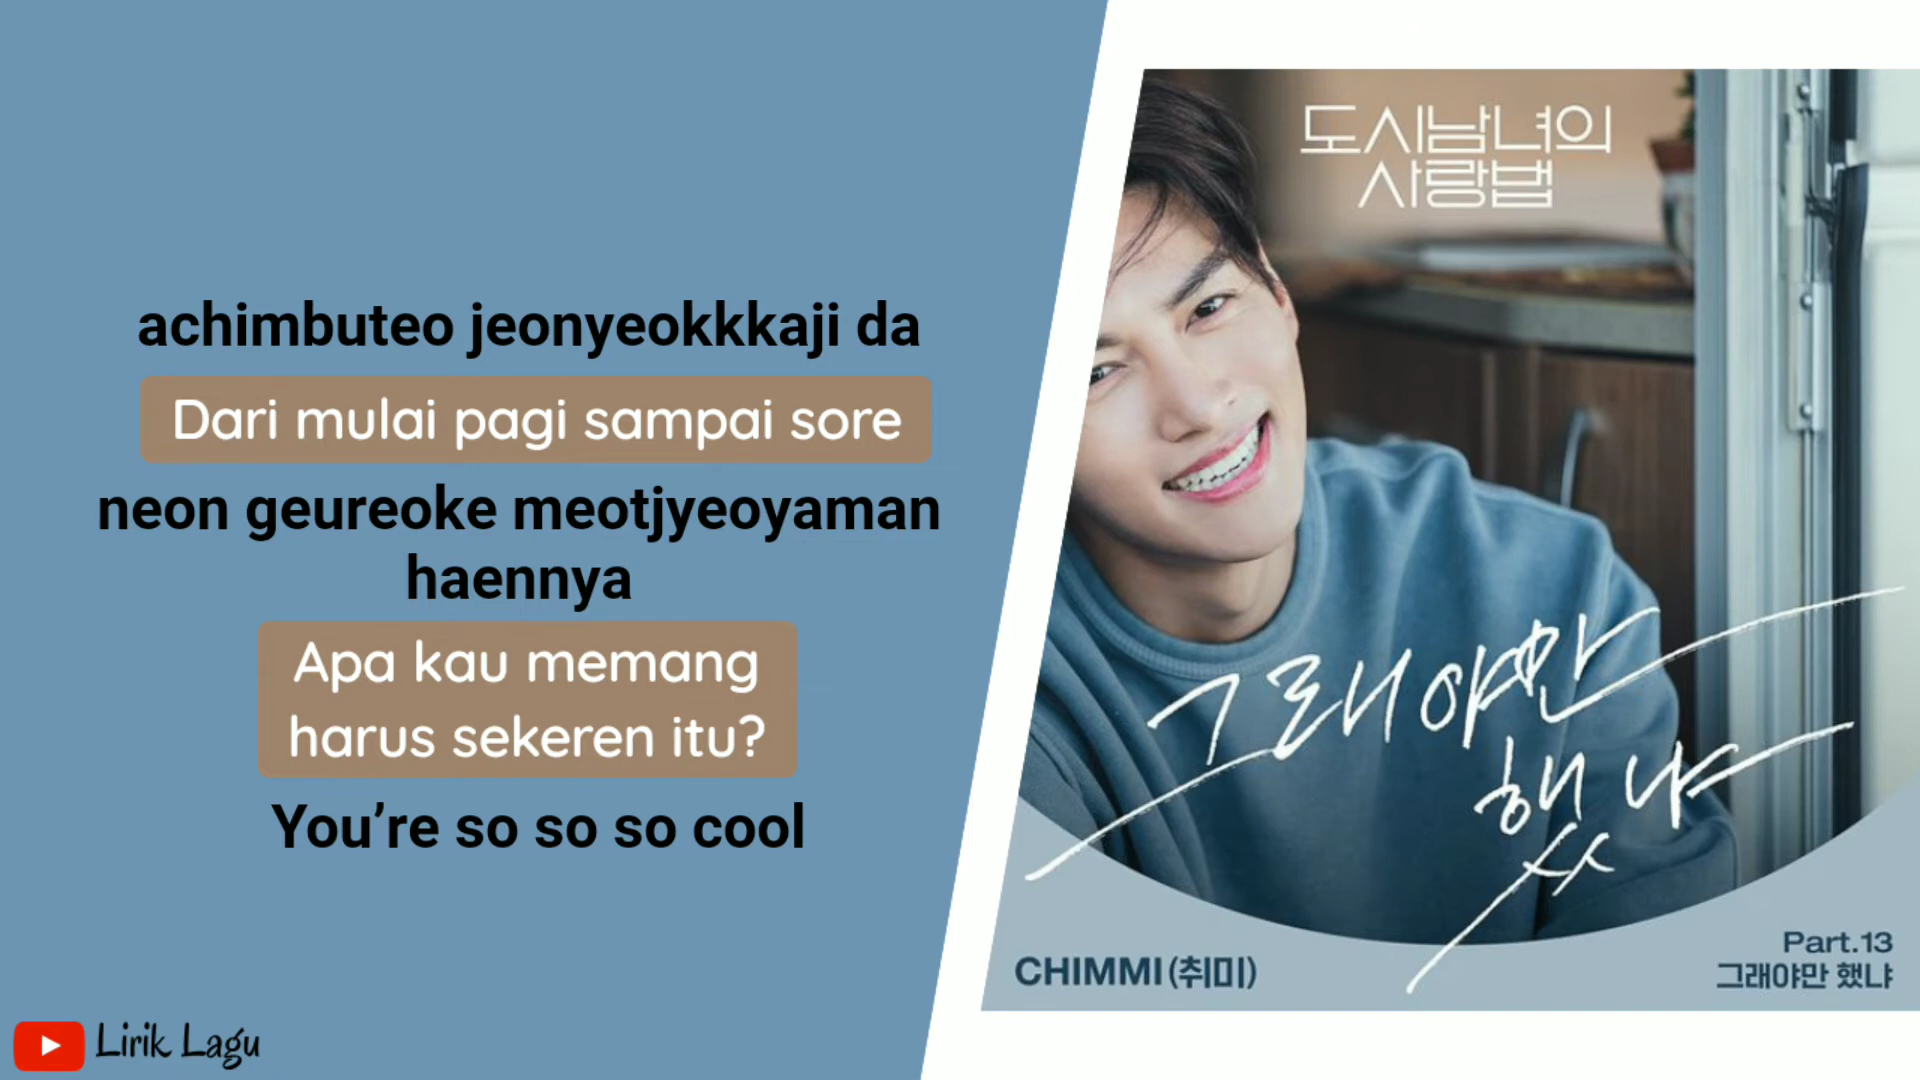 achimbuteo jeonyeokkkaji da
Dari mulai pagi sampai sore
neon geureoke meotjyeoyaman
haennya
Apa kau memang
harus sekeren itu?
You’re so so so cool
Lirik Lagu
도시남녀의
사랑법
그래야만
했냐
CHIMMI (취미)
Part.13
그래야만 했냐